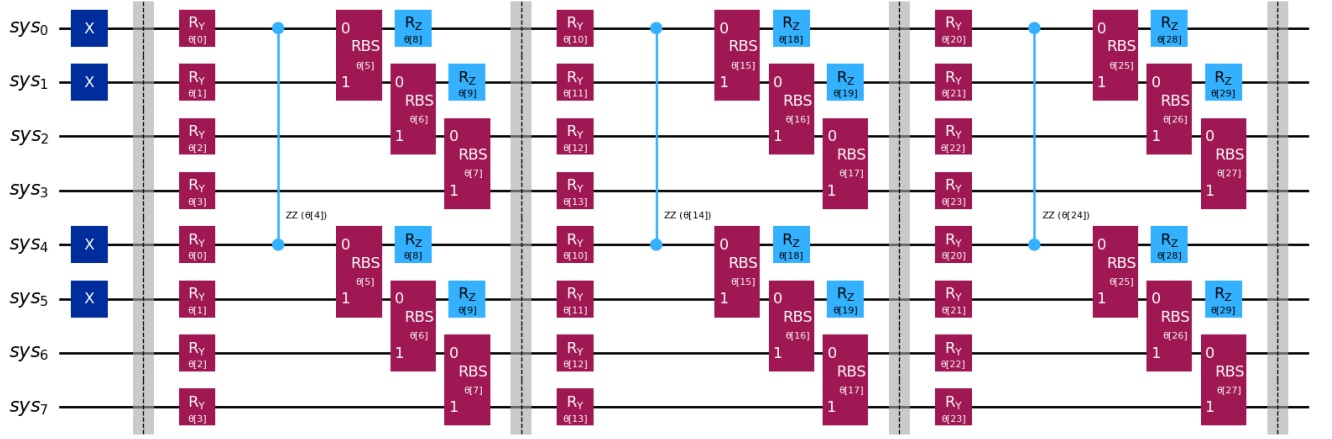 sys0 X RY θ[0] 0 RBS θ[5] 1 RZ θ[8] RY θ[10] 0 RBS θ[15] 1 RZ θ[18] RY θ[20] 0 RBS θ[25] 1 RZ θ[28]
sys1 X RY θ[1] 0 RBS θ[6] 1 RZ θ[9] RY θ[11] 0 RBS θ[16] 1 RZ θ[19] RY θ[21] 0 RBS θ[26] 1 RZ θ[29]
sys2 RY θ[2] 0 RBS θ[7] 1 RY θ[12] 0 RBS θ[17] 1 RY θ[22] 0 RBS θ[27] 1
sys3 RY θ[3] RY θ[13] RY θ[23]
ZZ (θ[4]) ZZ (θ[14]) ZZ (θ[24])
sys4 X RY θ[0] 0 RBS θ[5] 1 RZ θ[8] RY θ[10] 0 RBS θ[15] 1 RZ θ[18] RY θ[20] 0 RBS θ[25] 1 RZ θ[28]
sys5 X RY θ[1] 0 RBS θ[6] 1 RZ θ[9] RY θ[11] 0 RBS θ[16] 1 RZ θ[19] RY θ[21] 0 RBS θ[26] 1 RZ θ[29]
sys6 RY θ[2] 0 RBS θ[7] 1 RY θ[12] 0 RBS θ[17] 1 RY θ[22] 0 RBS θ[27] 1
sys7 RY θ[3] RY θ[13] RY θ[23]